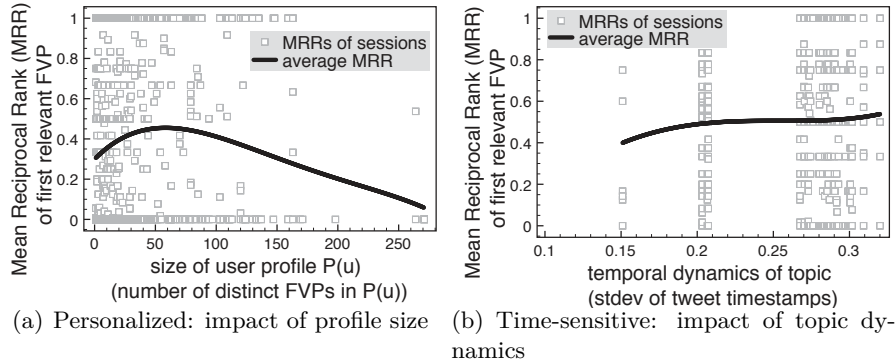 Mean Reciprocal Rank (MRR)
of first relevant FVP
1
0.8
0.6
0.4
0.2
0
MRRs of sessions
average MRR
0 50 100 150 200 250
size of user profile P(u)
(number of distinct FVPs in P(u))
(a) Personalized: impact of profile size
Mean Reciprocal Rank (MRR)
of first relevant FVP
1
0.8
0.6
0.4
0.2
0
MRRs of sessions
average MRR
0.1 0.2 0.3
temporal dynamics of topic
(stdev of tweet timestamps)
(b) Time-sensitive: impact of topic dy-
namics